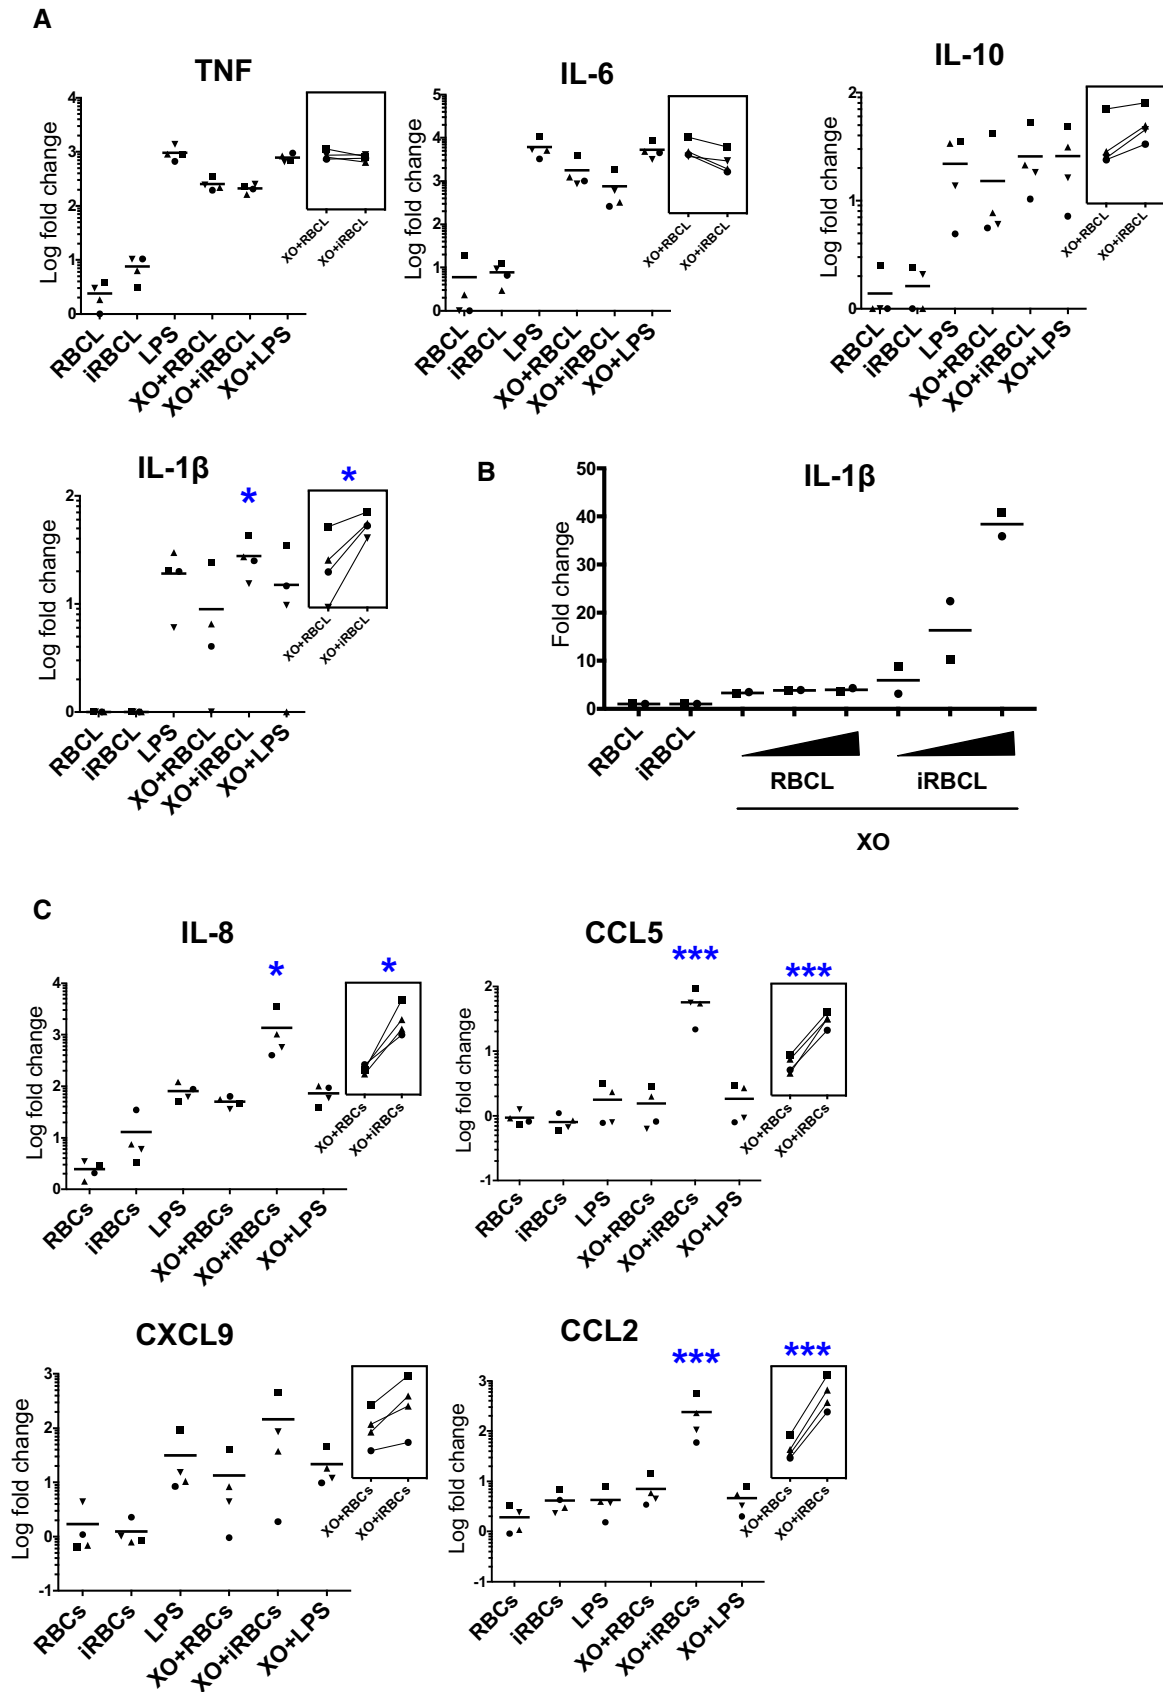 A
TNF
Log fold change
4
3
2
1
0
RBCL
iRBCL
LPS
XO+RBCL
XO+iRBCL
XO+LPS
XO+RBCL
XO+iRBCL
IL-6
Log fold change
5
4
3
2
1
0
RBCL
iRBCL
LPS
XO+RBCL
XO+iRBCL
XO+LPS
XO+RBCL
XO+iRBCL
IL-10
Log fold change
2
1
0
RBCL
iRBCL
LPS
XO+RBCL
XO+iRBCL
XO+LPS
XO+RBCL
XO+iRBCL
IL-1β
*
*
Log fold change
2
1
0
RBCL
iRBCL
LPS
XO+RBCL
XO+iRBCL
XO+LPS
XO+RBCL
XO+iRBCL
B
IL-1β
Fold change
50
40
30
20
10
0
RBCL
iRBCL
RBCL
iRBCL
XO
C
IL-8
*
*
Log fold change
4
3
2
1
0
RBCs
iRBCs
LPS
XO+RBCs
XO+iRBCs
XO+LPS
XO+RBCs
XO+iRBCs
CCL5
***
***
Log fold change
2
1
0
-1
RBCs
iRBCs
LPS
XO+RBCs
XO+iRBCs
XO+LPS
XO+RBCs
XO+iRBCs
CXCL9
Log fold change
3
2
1
0
-1
RBCs
iRBCs
LPS
XO+RBCs
XO+iRBCs
XO+LPS
XO+RBCs
XO+iRBCs
CCL2
***
***
Log fold change
3
2
1
0
-1
RBCs
iRBCs
LPS
XO+RBCs
XO+iRBCs
XO+LPS
XO+RBCs
XO+iRBCs